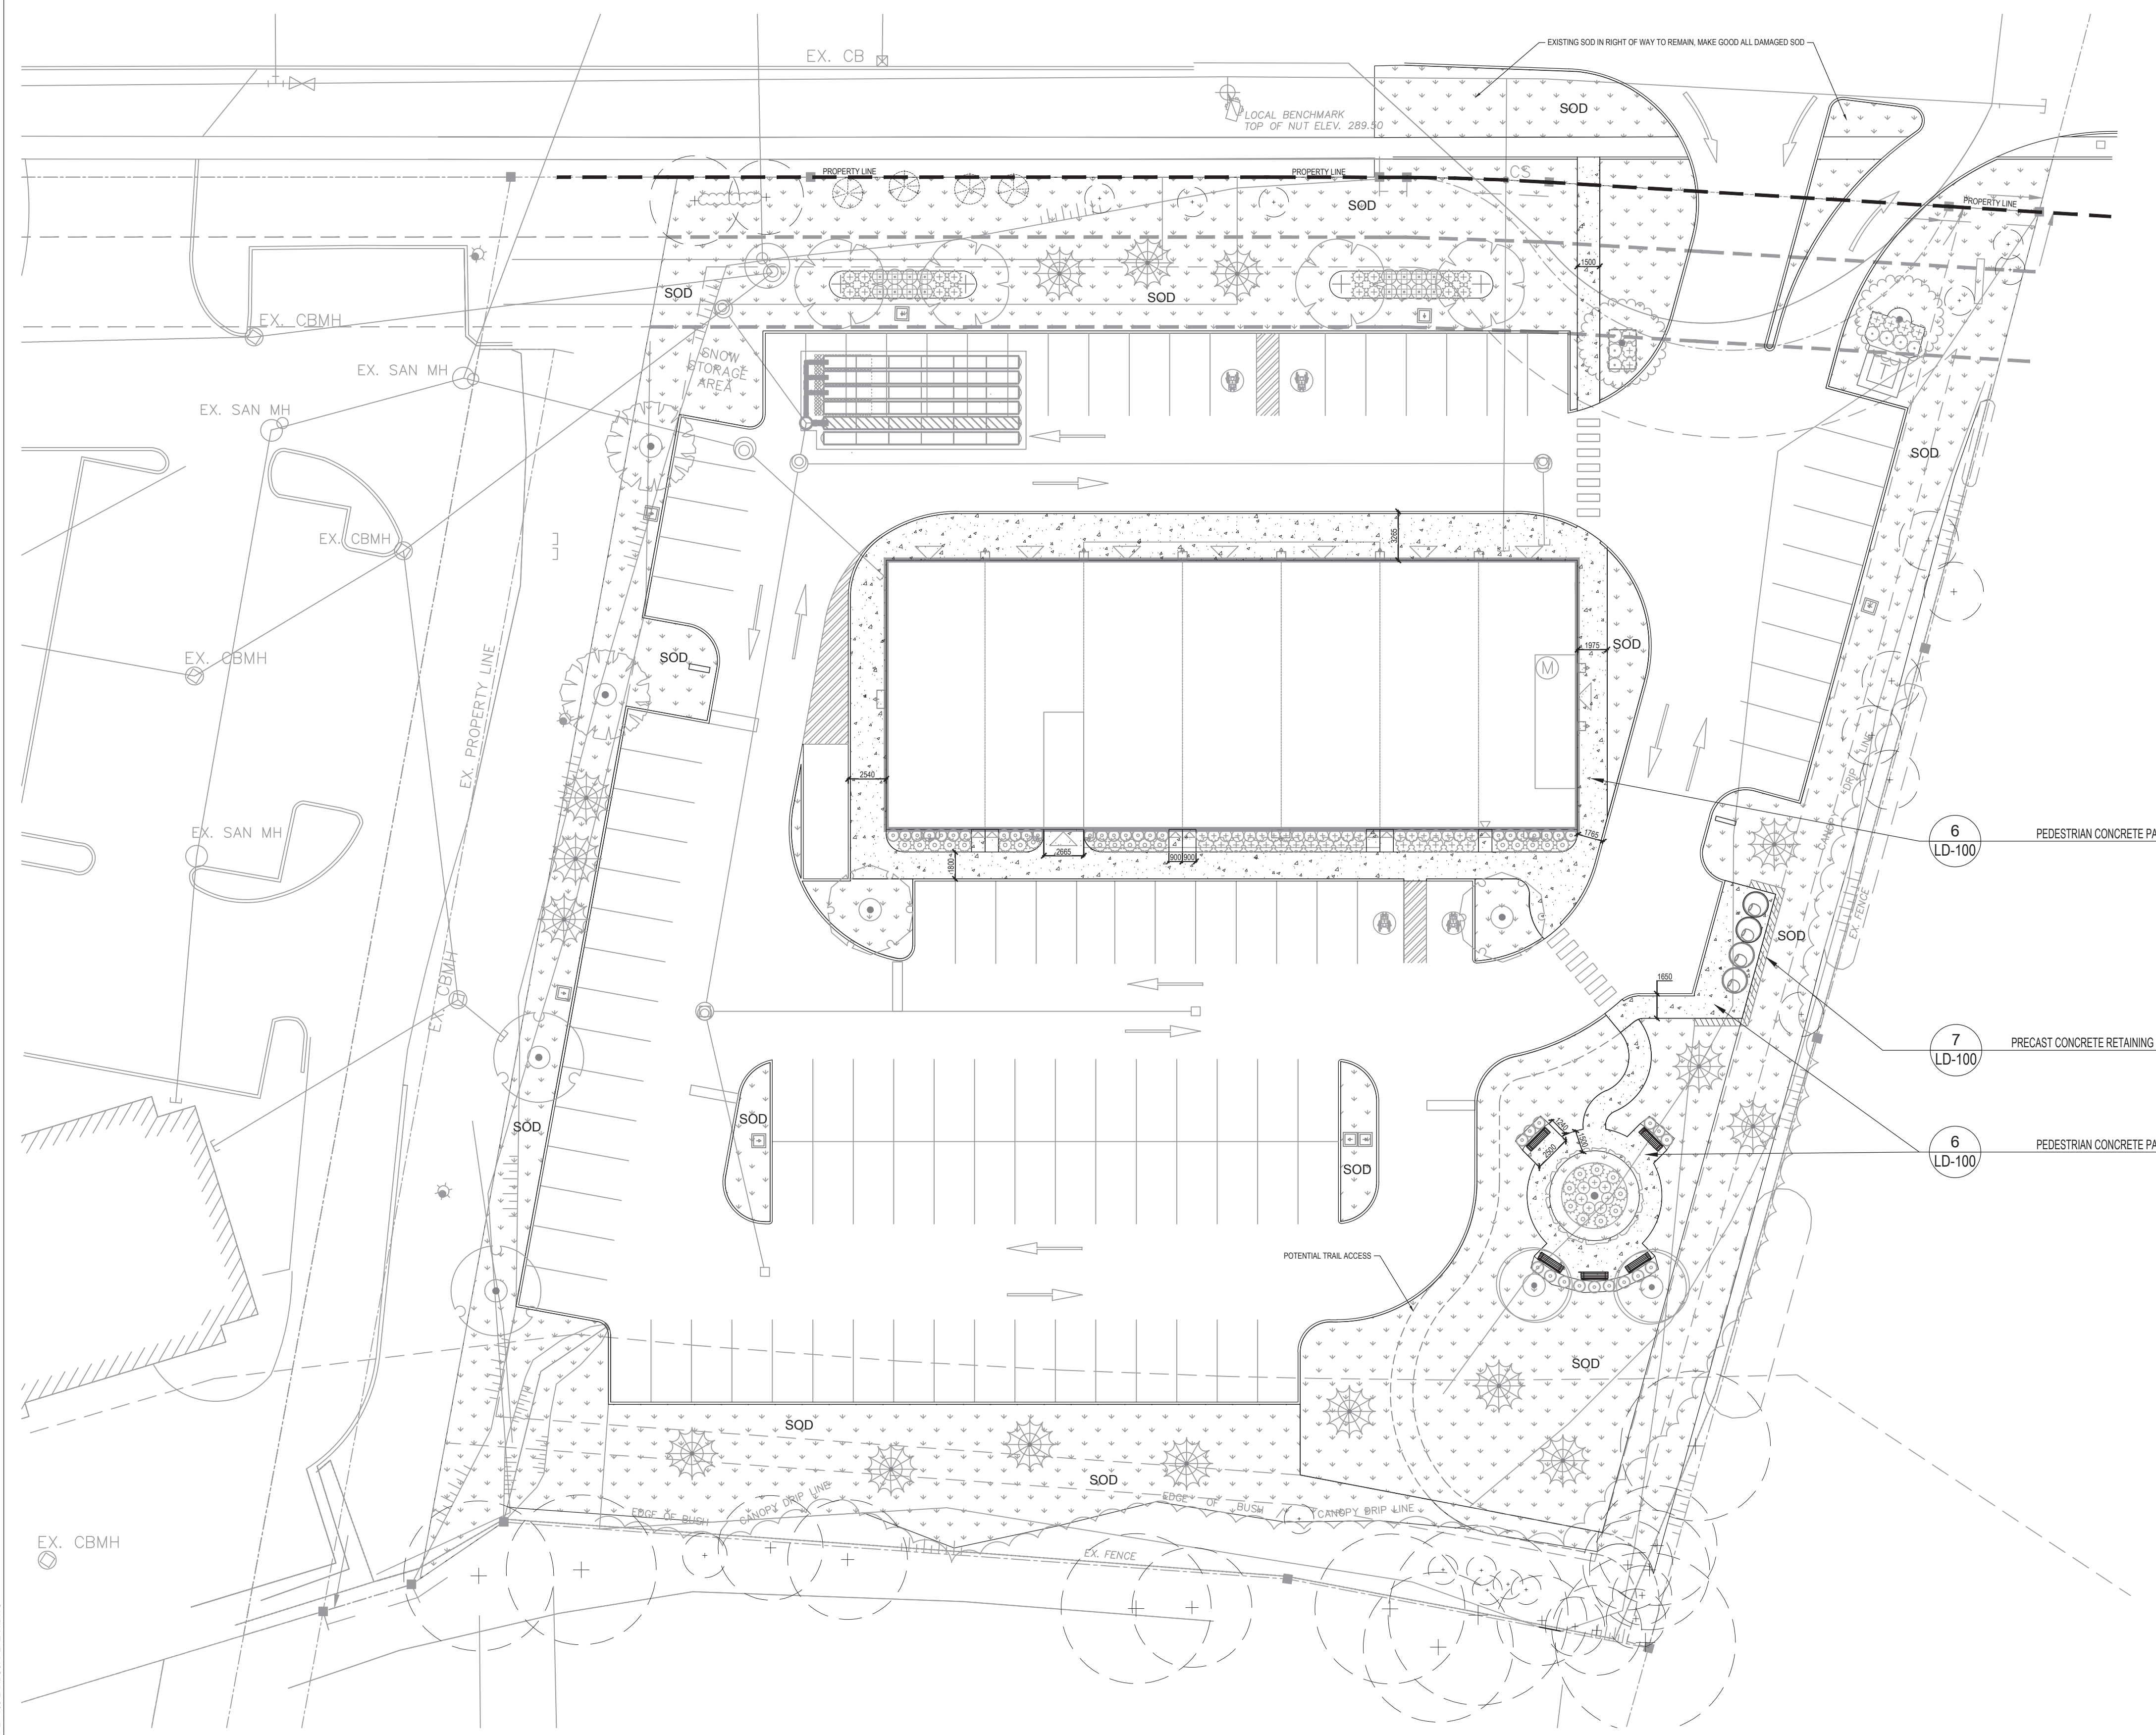 EXISTING SOD IN RIGHT OF WAY TO REMAIN, MAKE GOOD ALL DAMAGED SOD
EX. CB
SOD
LOCAL BENCHMARK
TOP OF NUT ELEV. 289.50
PROPERTY LINE
PROPERTY LINE
CS
PROPERTY LINE
SOD
1500
SOD
SOD
EX. CBMH
SNOW
STORAGE
AREA
EX. SAN MH
EX. SAN MH
SOD
EX. CBMH
3265
SOD
1975
SOD
EX. CBMH
M
EX. PROPERTY LINE
CANOPY DRIP LINE
2540
6
LD-100
PEDESTRIAN CONCRETE PA
EX. SAN MH
1765
2665
900
900
1800
EX. FENCE
SOD
EX. CBMH
1650
7
LD-100
PRECAST CONCRETE RETAINING
SOD
SOD
1240
1500
2500
6
LD-100
PEDESTRIAN CONCRETE PA
SOD
POTENTIAL TRAIL ACCESS
SOD
SOD
SOD
EDGE OF BUSH
CANOPY DRIP LINE
EDGE OF BUSH
CANOPY DRIP LINE
EX. CBMH
EX. FENCE